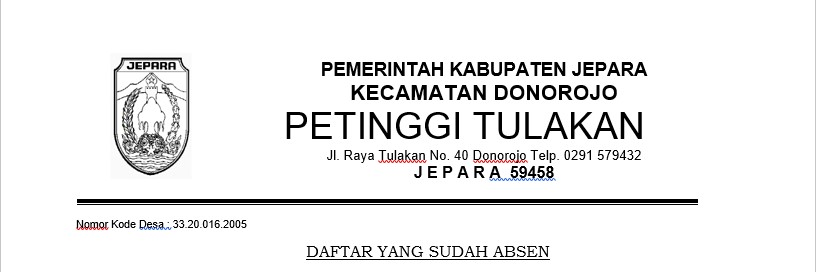 JEPARA
PEMERINTAH KABUPATEN JEPARA
KECAMATAN DONOROJO
PETINGGI TULAKAN
Jl. Raya Tulakan No. 40 Donorojo Telp. 0291 579432
J E P A R A 59458
Nomor Kode Desa : 33.20.016.2005
DAFTAR YANG SUDAH ABSEN